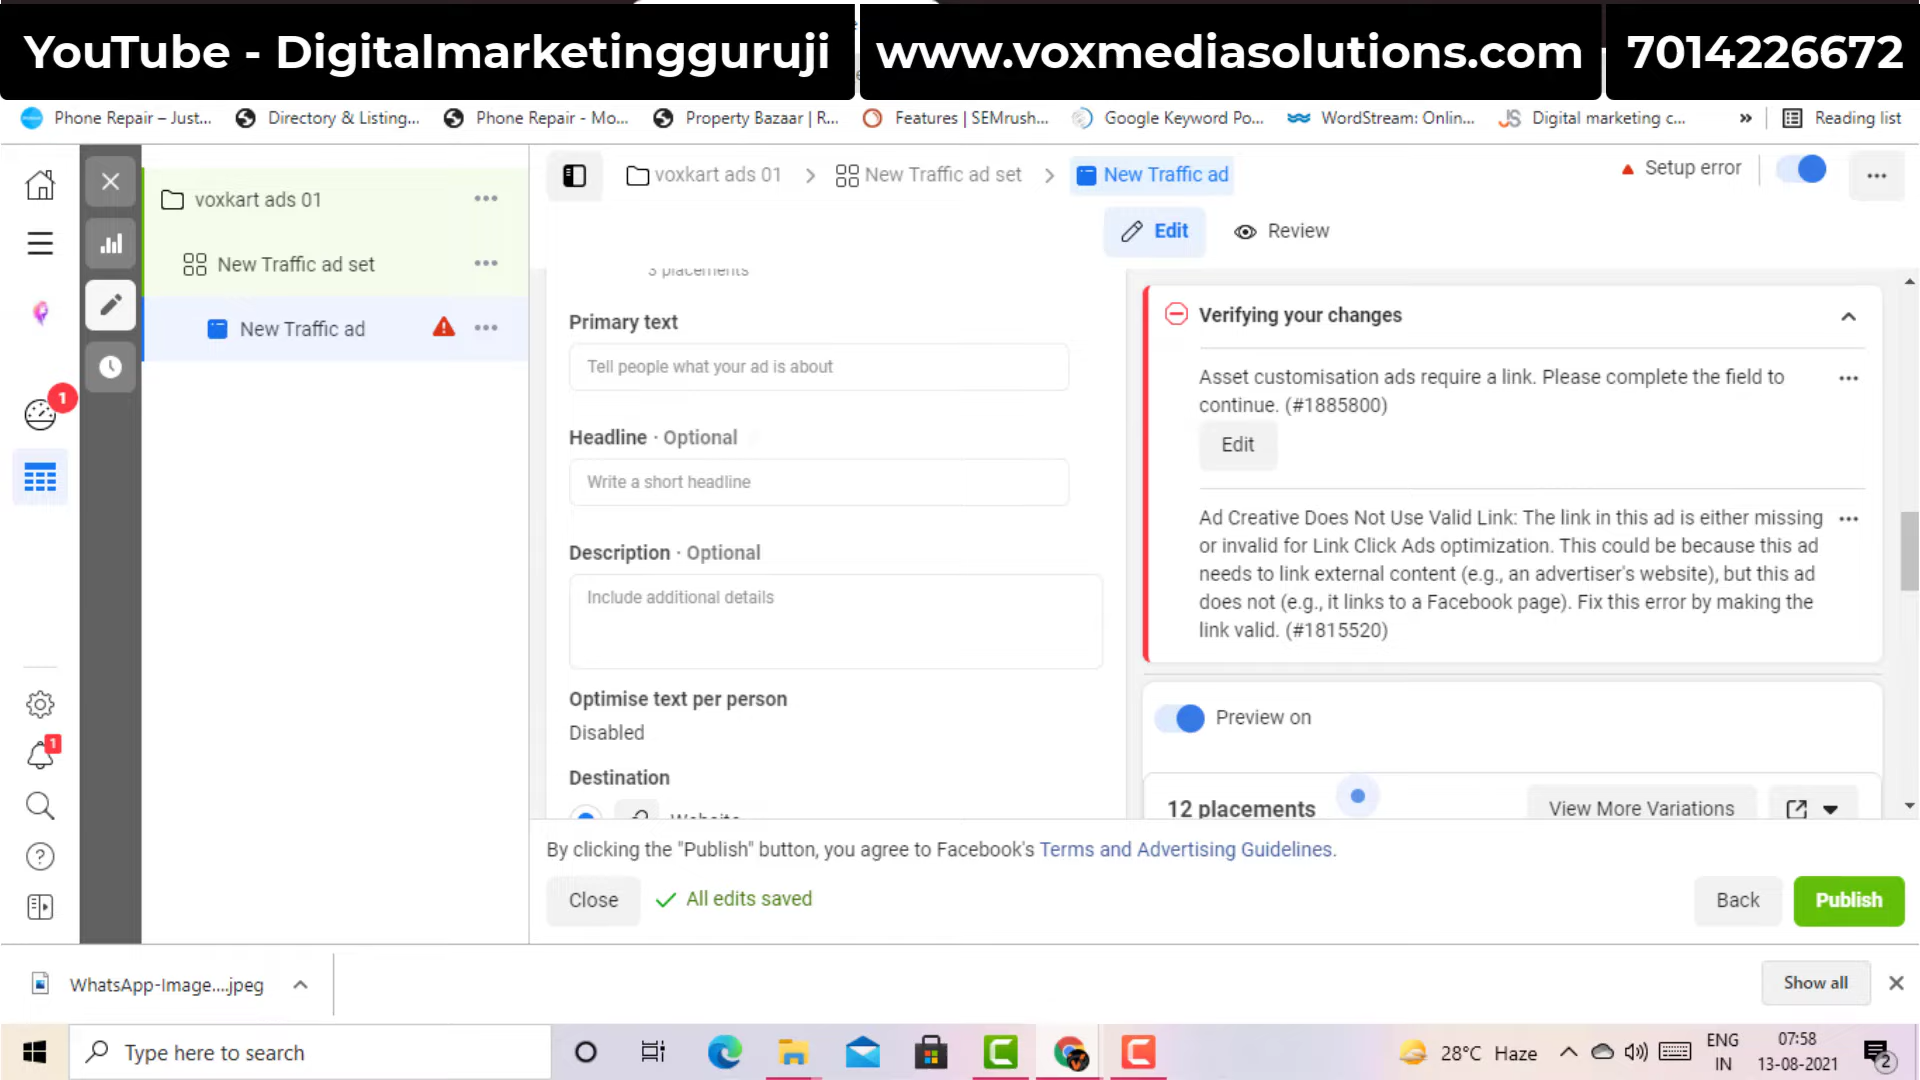 YouTube - Digitalmarketingguruji
www.voxmediasolutions.com
7014226672
Phone Repair – Just...
Directory & Listing...
Phone Repair - Mo...
Property Bazaar | R...
Features | SEMrush...
Google Keyword Po...
WordStream: Onlin...
Digital marketing c...
»
Reading list
voxkart ads 01
New Traffic ad set
New Traffic ad
voxkart ads 01
New Traffic ad set
New Traffic ad
Setup error
Edit
Review
3 placements
Primary text
Tell people what your ad is about
Headline · Optional
Write a short headline
Description · Optional
Include additional details
Optimise text per person
Disabled
Destination
Website
Verifying your changes
Asset customisation ads require a link. Please complete the field to
continue. (#1885800)
Edit
Ad Creative Does Not Use Valid Link: The link in this ad is either missing
or invalid for Link Click Ads optimization. This could be because this ad
needs to link external content (e.g., an advertiser's website), but this ad
does not (e.g., it links to a Facebook page). Fix this error by making the
link valid. (#1815520)
Preview on
12 placements
View More Variations
By clicking the "Publish" button, you agree to Facebook's Terms and Advertising Guidelines.
Close
All edits saved
Back
Publish
1
1
WhatsApp-Image....jpeg
Show all
Type here to search
28°C Haze
ENG
IN
07:58
13-08-2021
2